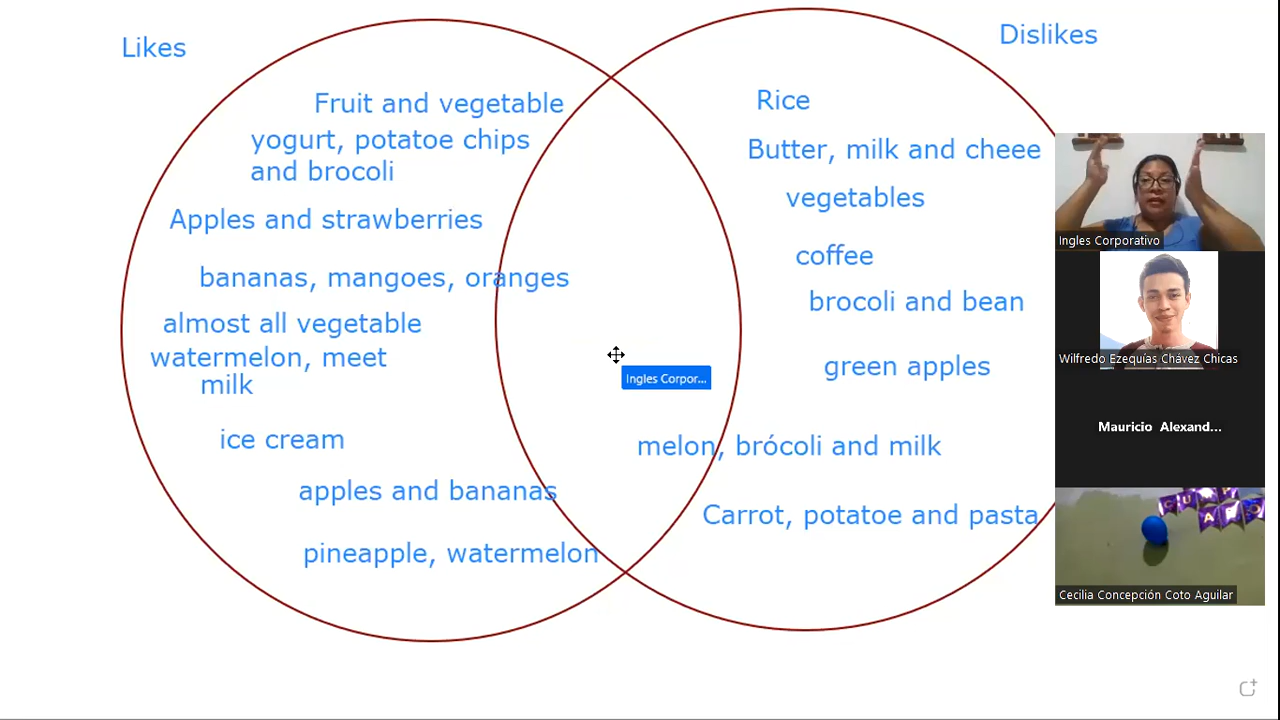 Likes
Fruit and vegetable
yogurt, potatoe chips
and brocoli
Apples and strawberries
bananas, mangoes, oranges
almost all vegetable
watermelon, meet
milk
ice cream
apples and bananas
pineapple, watermelon
Dislikes
Rice
Butter, milk and cheee
vegetables
coffee
brocoli and bean
green apples
melon, brócoli and milk
Carrot, potatoe and pasta
Ingles Corpor...
Ingles Corporativo
Wilfredo Ezequías Chávez Chicas
Mauricio Alexand...
CUMP
APO
Cecilia Concepción Coto Aguilar